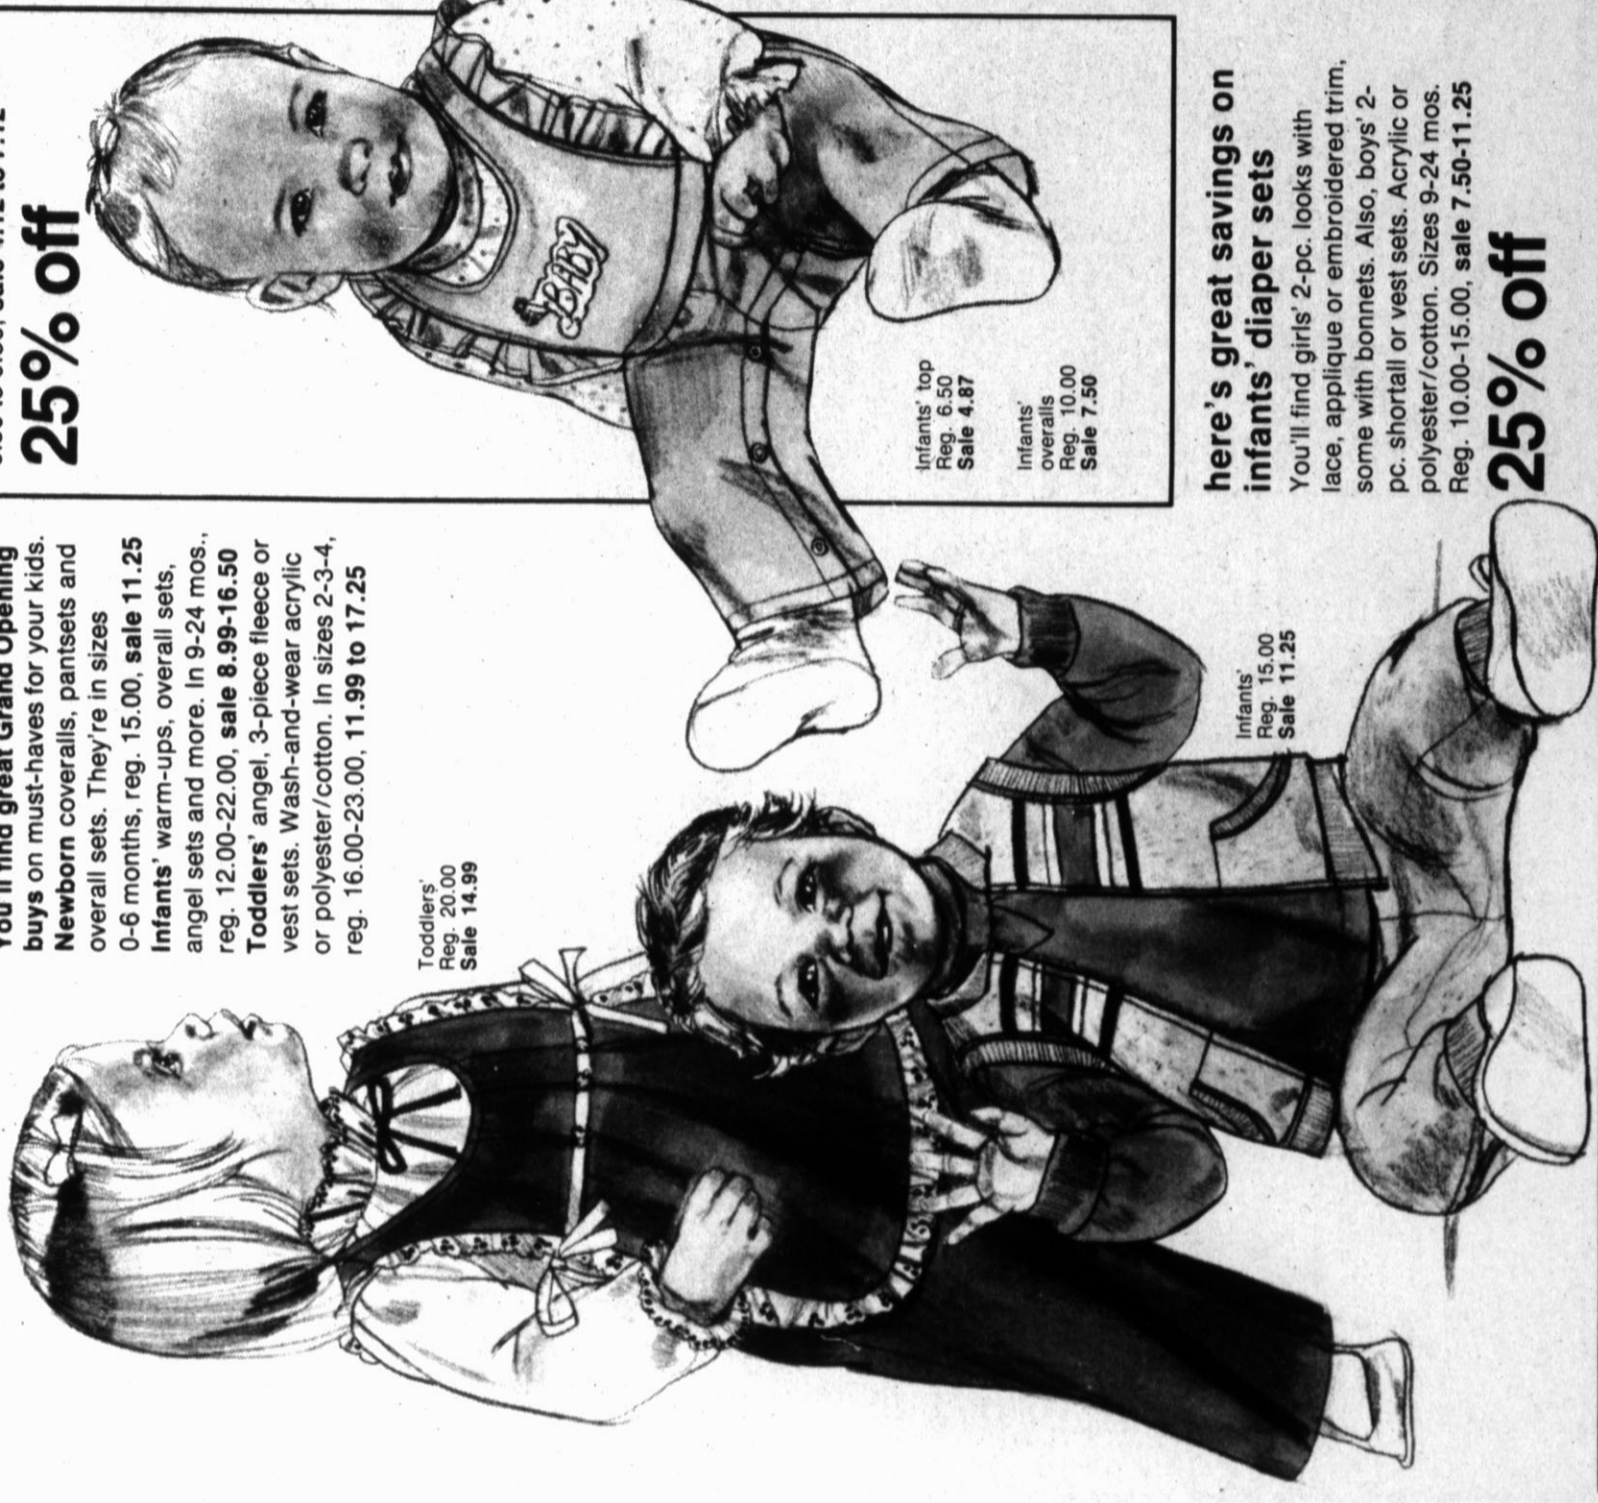 You'll find great Grand Opening
buys on must-haves for your kids.
Newborn coveralls, pantsets and
overall sets. They're in sizes
0-6 months, reg. 15.00, sale 11.25
Infants' warm-ups, overall sets,
angel sets and more. In 9-24 mos.,
reg. 12.00-22.00, sale 8.99-16.50
Toddlers' angel, 3-piece fleece or
vest sets. Wash-and-wear acrylic
or polyester/cotton. In sizes 2-3-4,
reg. 16.00-23.00, 11.99 to 17.25
Toddlers'
Reg. 20.00
Sale 14.99
25% off
BABY
Infants' top
Reg. 6.50
Sale 4.87
Infants'
overalls
Reg. 10.00
Sale 7.50
Infants'
Reg. 15.00
Sale 11.25
here's great savings on
infants' diaper sets
You'll find girls' 2-pc. looks with
lace, applique or embroidered trim,
some with bonnets. Also, boys' 2-
pc. shortall or vest sets. Acrylic or
polyester/cotton. Sizes 9-24 mos.
Reg. 10.00-15.00, sale 7.50-11.25
25% off